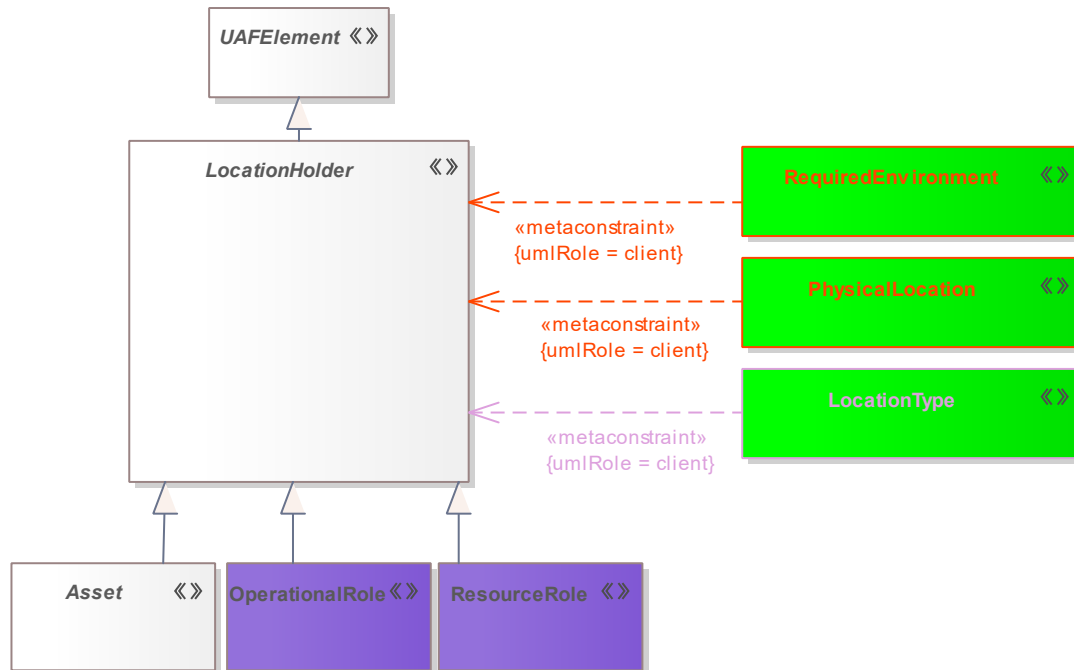 UAFElement «»
LocationHolder «»
RequiredEnvironment «»
«metaconstraint»
{umlRole = client}
PhysicalLocation «»
«metaconstraint»
{umlRole = client}
LocationType «»
«metaconstraint»
{umlRole = client}
Asset «»
OperationalRole «»
ResourceRole «»